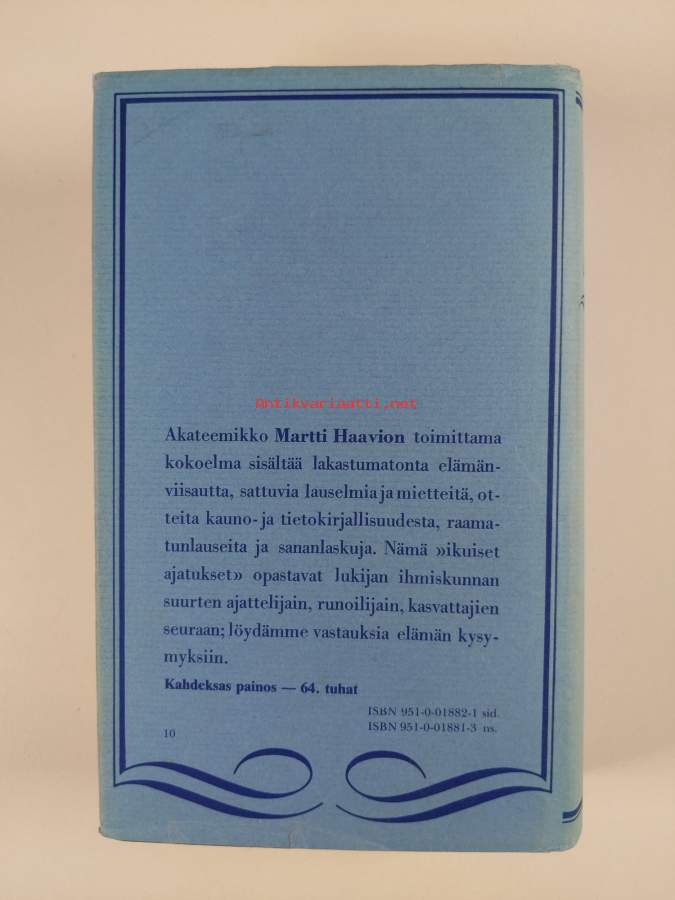 Antikvariaatti.net
Akateemikko Martti Haavion toimittama
kokoelma sisältää lakastumatonta elämän-
viisautta, sattuvia lauselmia ja mietteitä, ot-
teita kauno- ja tietokirjallisuudesta, raama-
tunlauseita ja sananlaskuja. Nämä »ikuiset
ajatukset» opastavat lukijan ihmiskunnan
suurten ajattelijain, runoilijain, kasvattajien
seuraan; löydämme vastauksia elämän kysy-
myksiin.
Kahdeksas painos — 64. tuhat
ISBN 951-0-01882-1 sid.
ISBN 951-0-01881-3 ns.
10